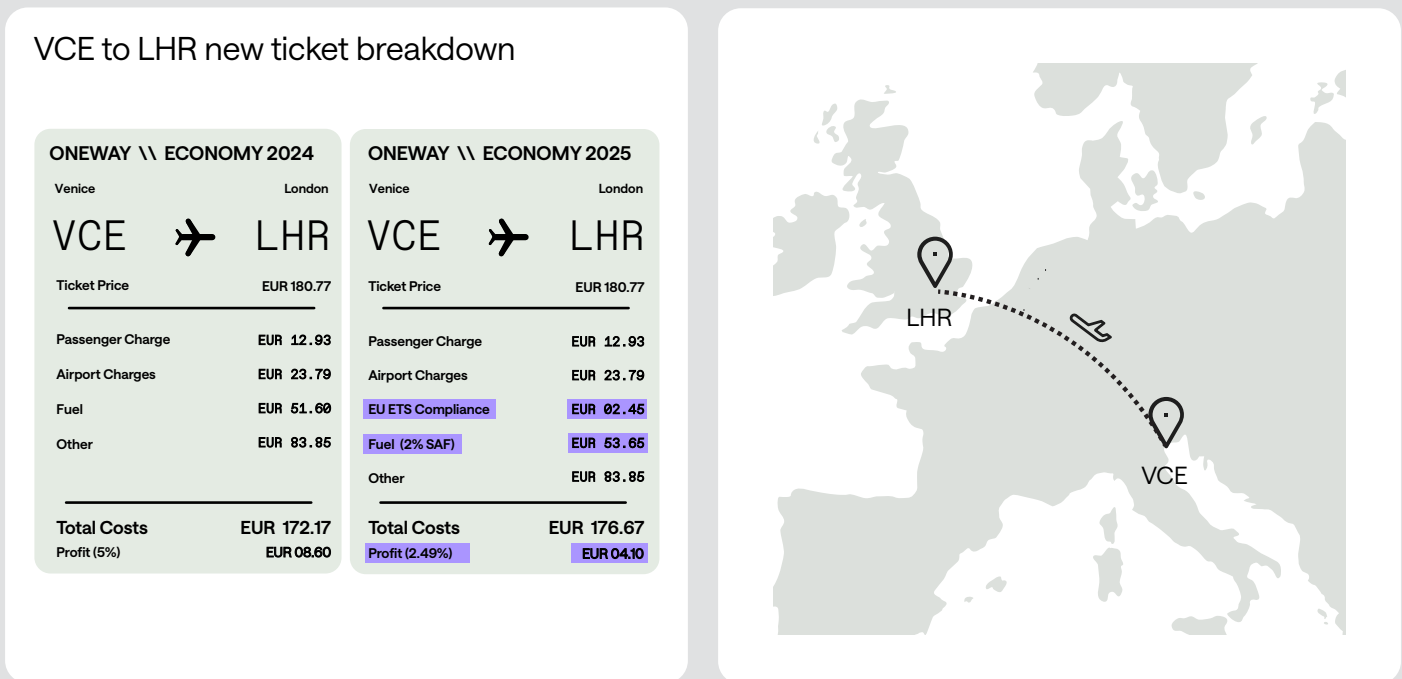 VCE to LHR new ticket breakdown
ONEWAY \\ ECONOMY 2024
Venice London
VCE LHR
Ticket Price EUR 180.77
Passenger Charge EUR 12.93
Airport Charges EUR 23.79
Fuel EUR 51.60
Other EUR 83.85
Total Costs EUR 172.17
Profit (5%) EUR 08.60
ONEWAY \\ ECONOMY 2025
Venice London
VCE LHR
Ticket Price EUR 180.77
Passenger Charge EUR 12.93
Airport Charges EUR 23.79
EU ETS Compliance EUR 02.45
Fuel (2% SAF) EUR 53.65
Other EUR 83.85
Total Costs EUR 176.67
Profit (2.49%) EUR 04.10
LHR
VCE